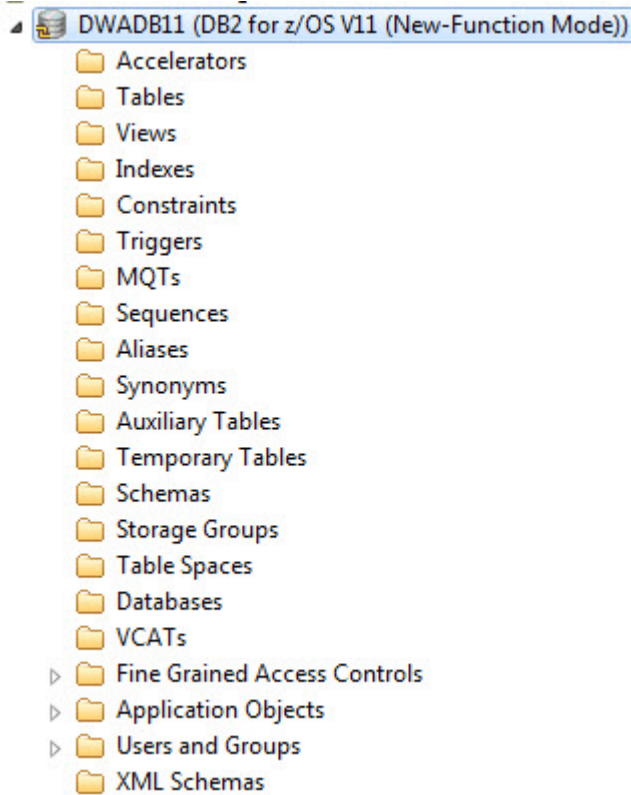 DWADB11 (DB2 for z/OS V11 (New-Function Mode))
Accelerators
Tables
Views
Indexes
Constraints
Triggers
MQTs
Sequences
Aliases
Synonyms
Auxiliary Tables
Temporary Tables
Schemas
Storage Groups
Table Spaces
Databases
VCATs
Fine Grained Access Controls
Application Objects
Users and Groups
XML Schemas